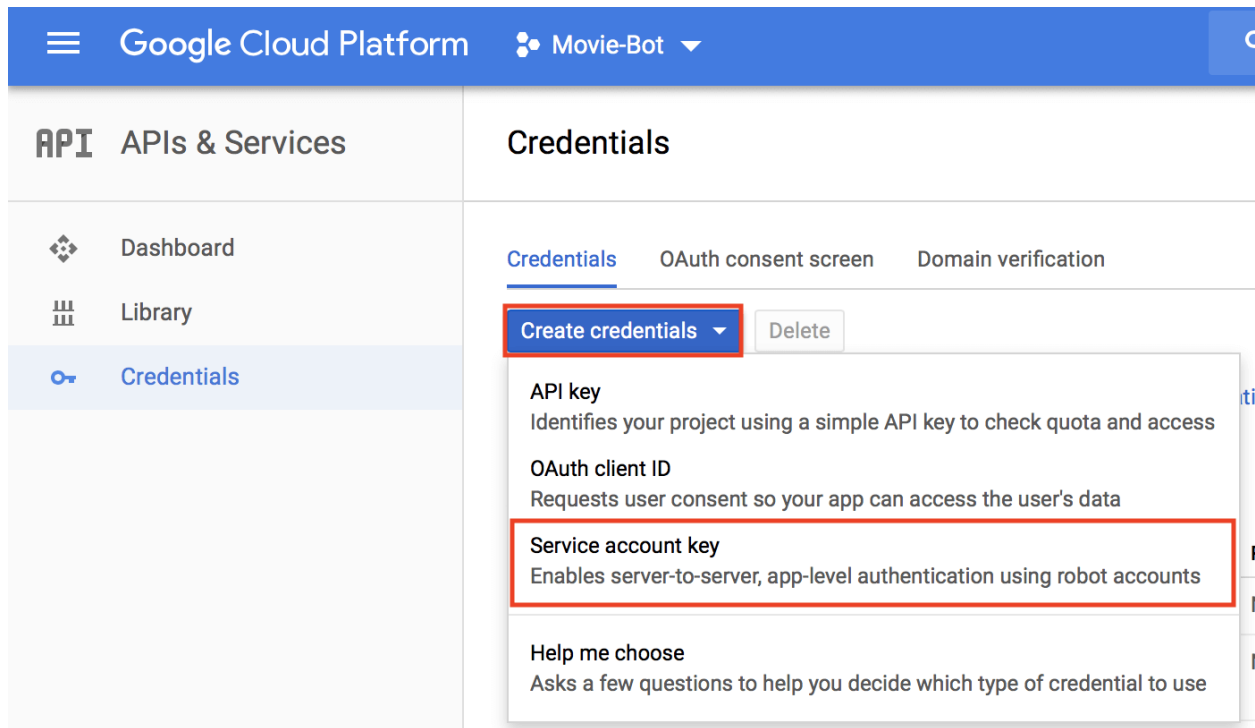 Google Cloud Platform
Movie-Bot
API APIs & Services
Credentials
Dashboard
Library
Credentials
Credentials OAuth consent screen Domain verification
Create credentials Delete
API key
Identifies your project using a simple API key to check quota and access
OAuth client ID
Requests user consent so your app can access the user's data
Service account key
Enables server-to-server, app-level authentication using robot accounts
Help me choose
Asks a few questions to help you decide which type of credential to use